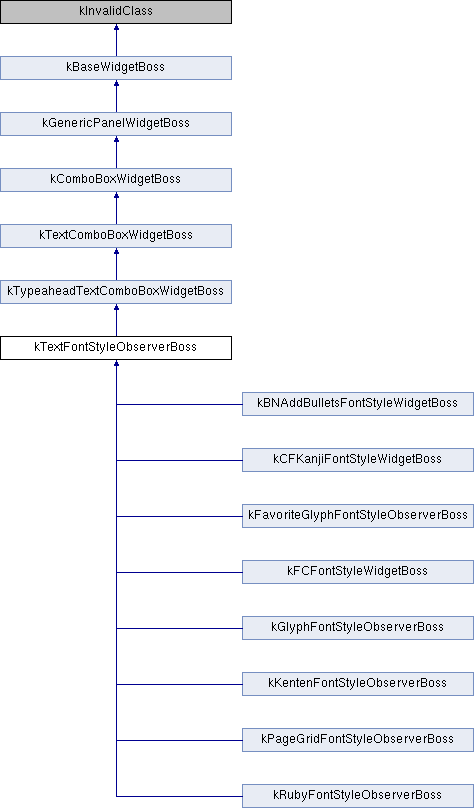 kInvalidClass
kBaseWidgetBoss
kGenericPanelWidgetBoss
kComboBoxWidgetBoss
kTextComboBoxWidgetBoss
kTypeaheadTextComboBoxWidgetBoss
kTextFontStyleObserverBoss
kBNAddBulletsFontStyleWidgetBoss
kCFKanjiFontStyleWidgetBoss
kFavoriteGlyphFontStyleObserverBoss
kFCFontStyleWidgetBoss
kGlyphFontStyleObserverBoss
kKentenFontStyleObserverBoss
kPageGridFontStyleObserverBoss
kRubyFontStyleObserverBoss